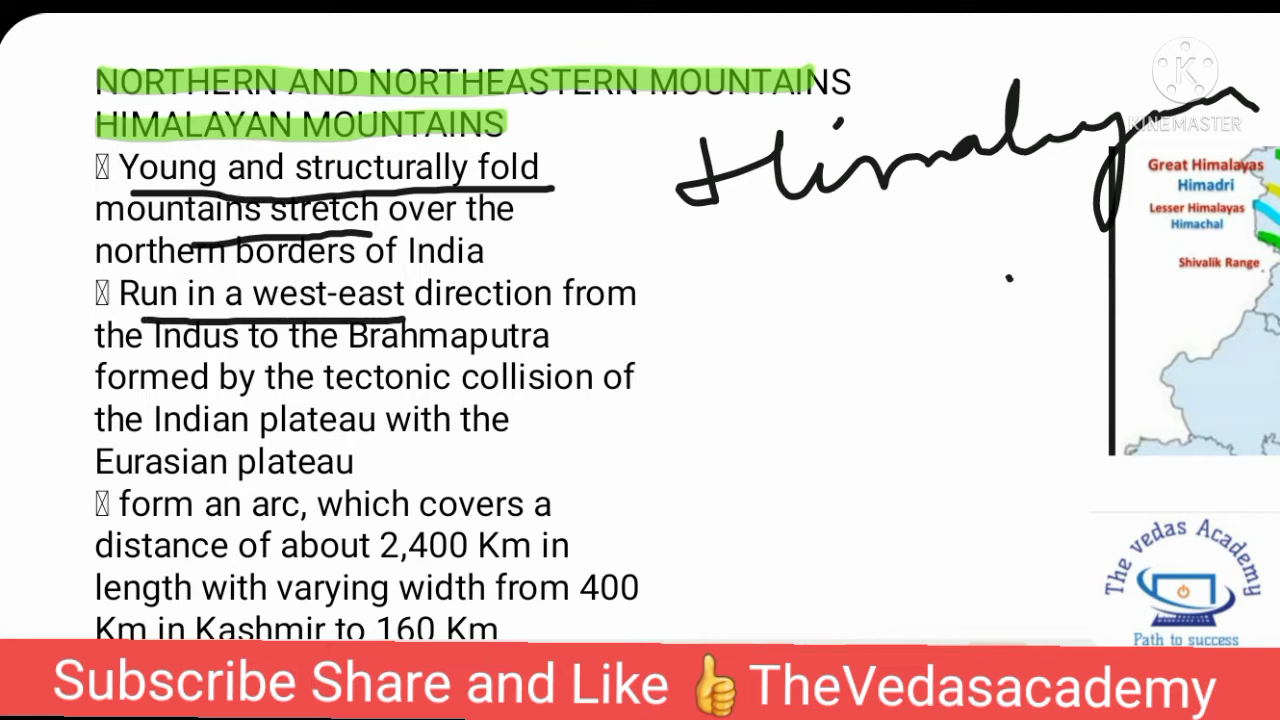 NORTHERN AND NORTHEASTERN MOUNTAINS
HIMALAYAN MOUNTAINS
Young and structurally fold
mountains stretch over the
northern borders of India
Run in a west-east direction from
the Indus to the Brahmaputra
formed by the tectonic collision of
the Indian plateau with the
Eurasian plateau
form an arc, which covers a
distance of about 2,400 Km in
length with varying width from 400
Km in Kashmir to 160 Km
Himalayan
K
KINEMASTER
Great Himalayas
Himadri
Lesser Himalayas
Himachal
Shivalik Range
The vedas Academy
Path to success
Subscribe Share and Like 👍 TheVedasacademy